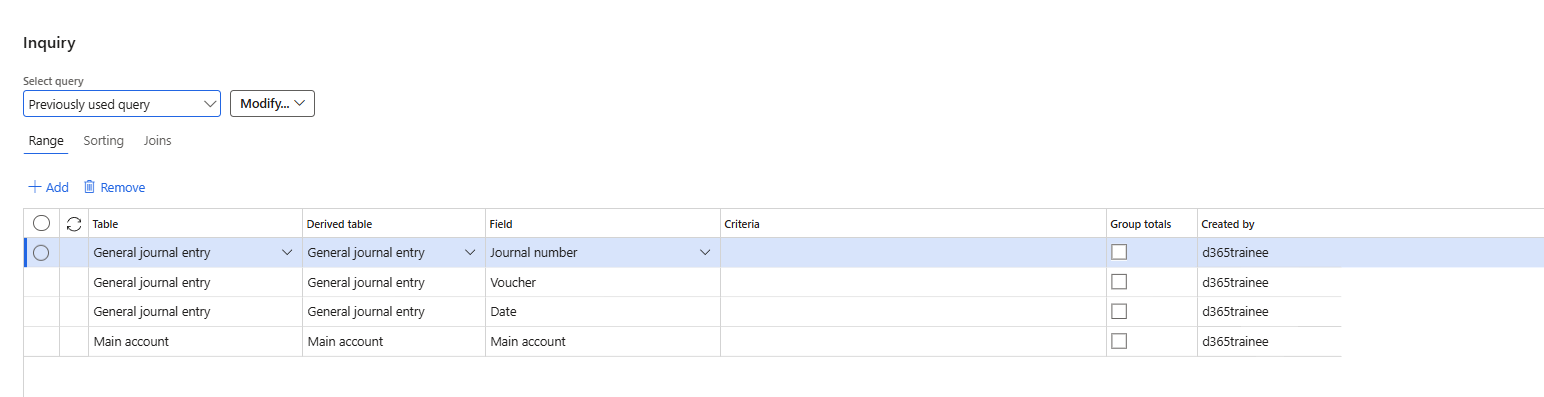 Inquiry
Select query
Previously used query Modify...
Range Sorting Joins
Add Remove
Table Derived table Field Criteria Group totals Created by
General journal entry General journal entry Journal number d365trainee
General journal entry General journal entry Voucher d365trainee
General journal entry General journal entry Date d365trainee
Main account Main account Main account d365trainee